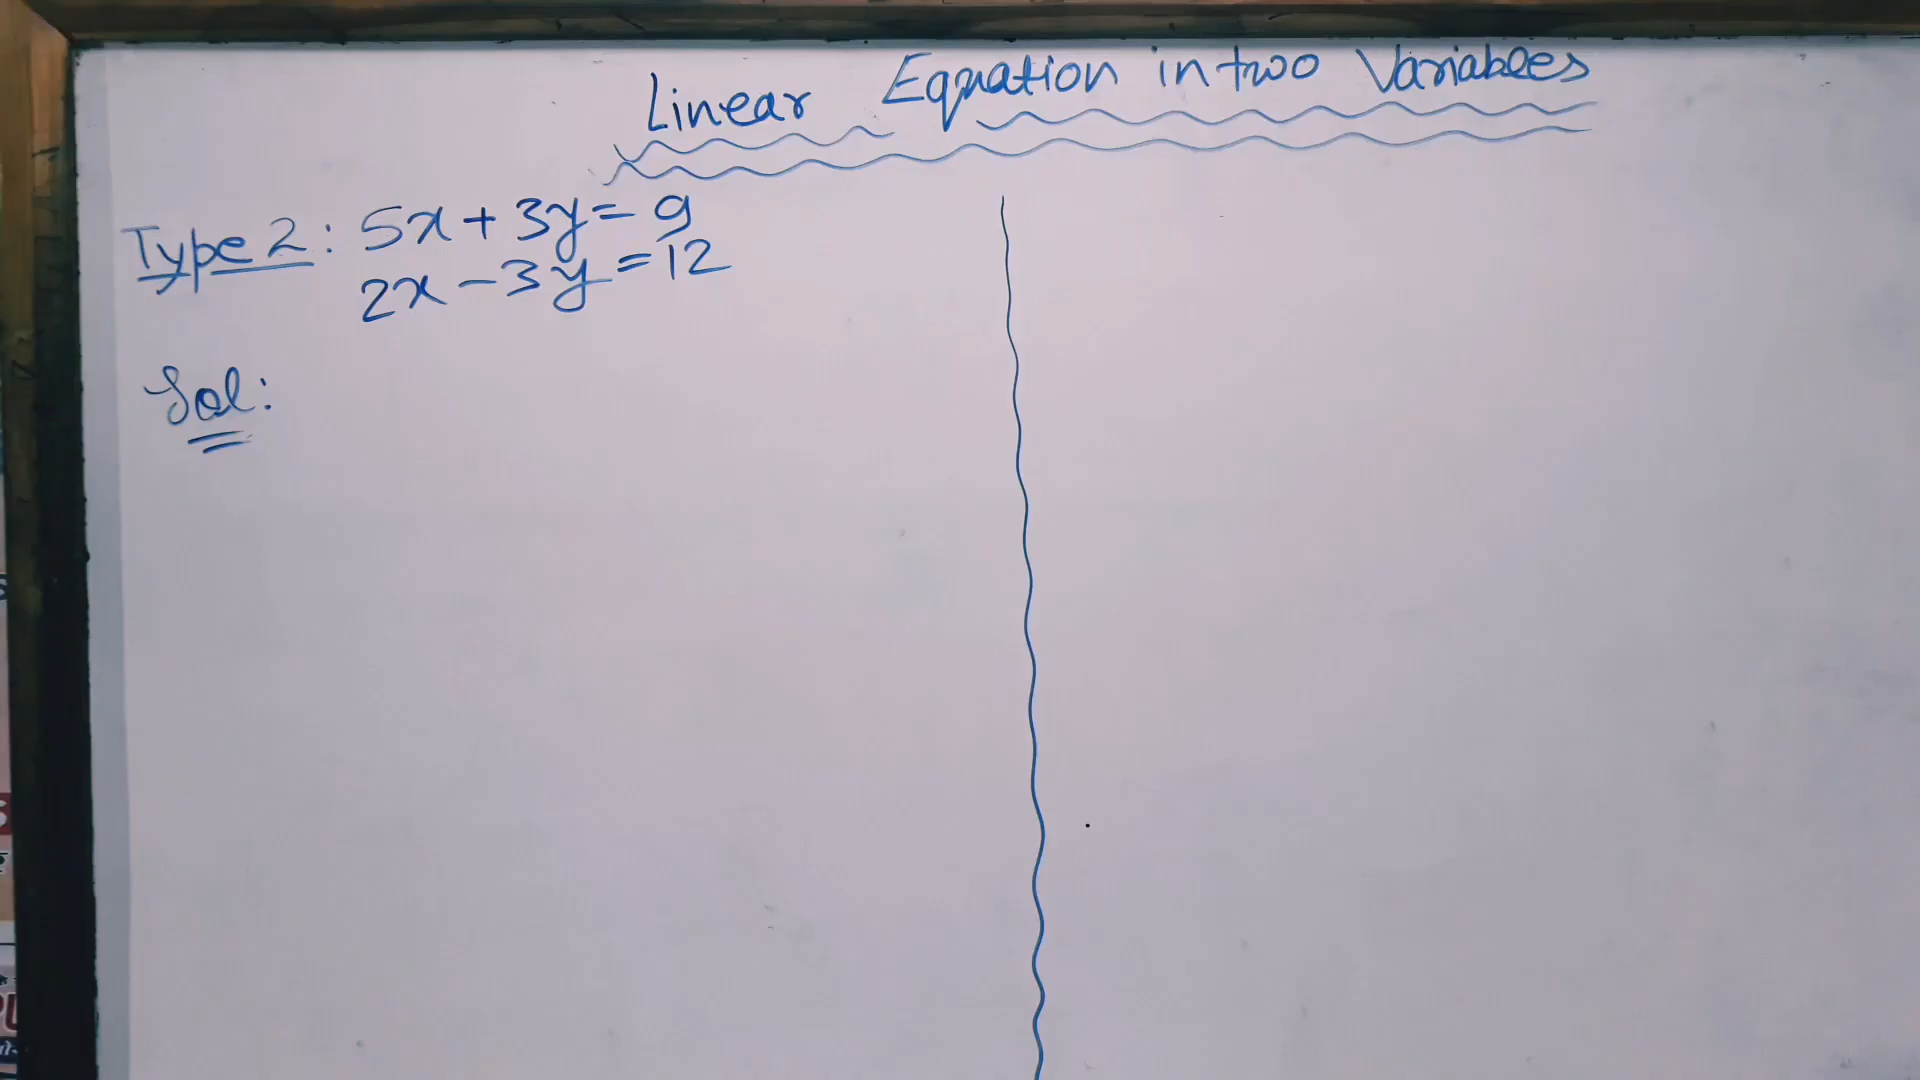 Linear Equation in two Variables
Type 2: 5x + 3y = 9
2x - 3y = 12
Sol: